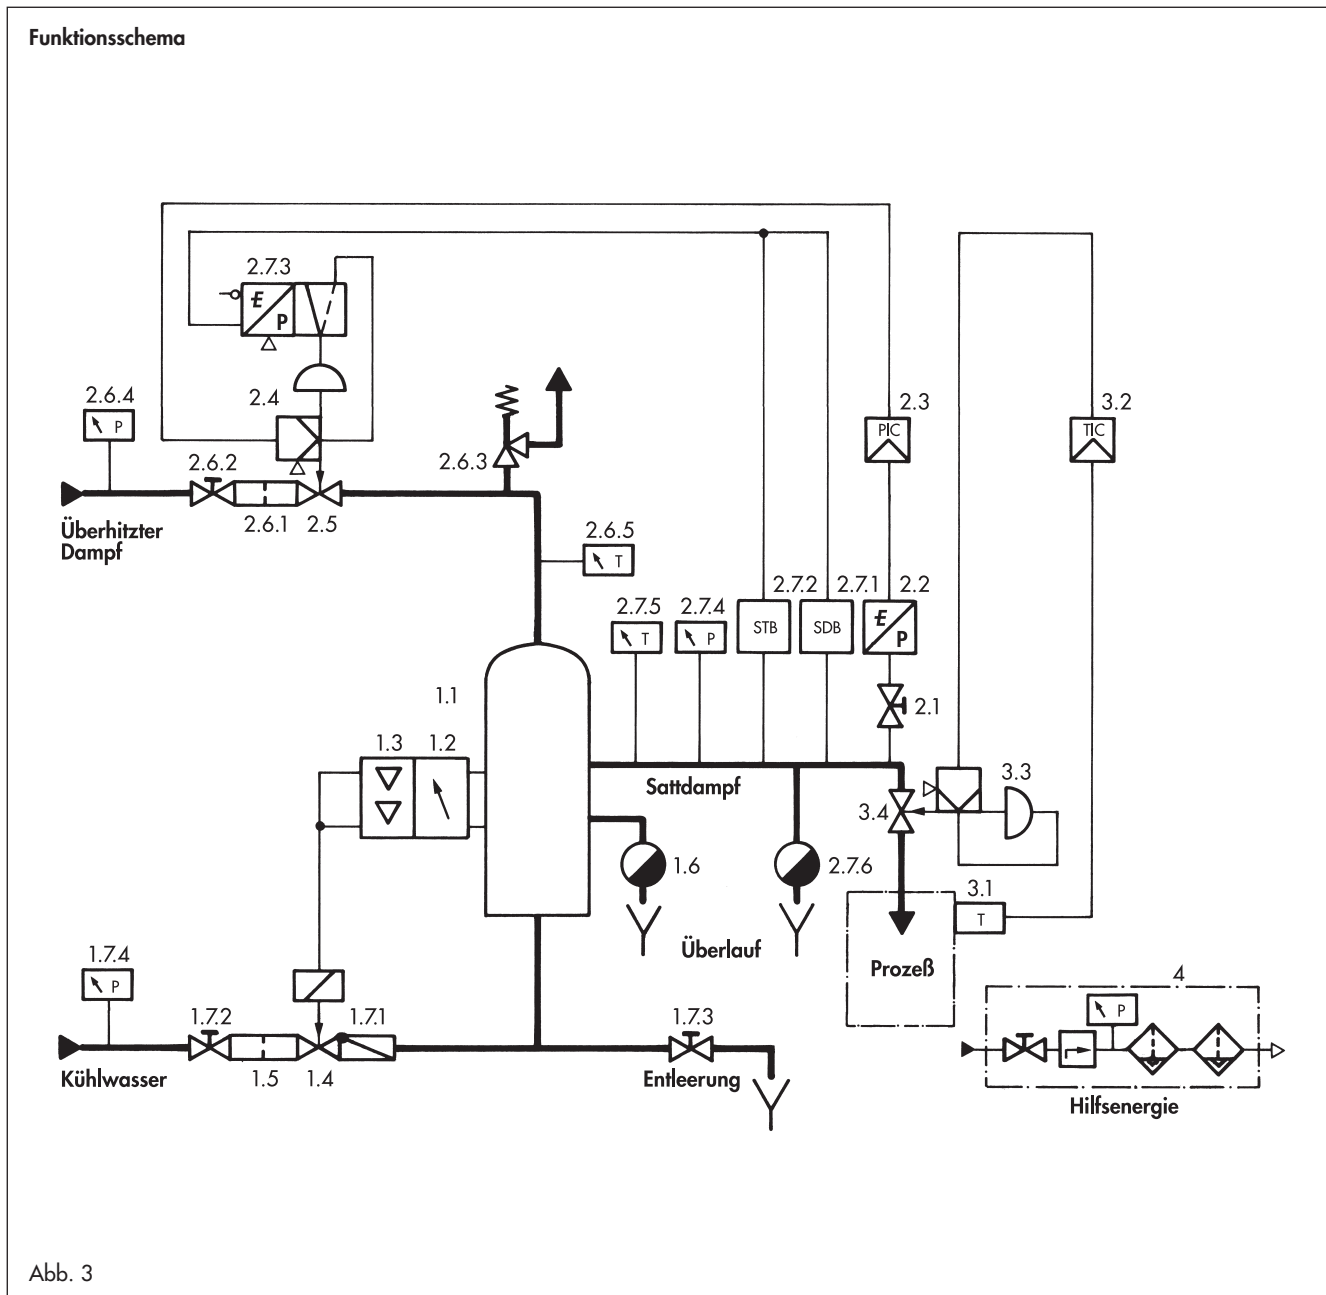 Funktionsschema
2.7.3
E
P
2.4
2.6.4
P
2.6.2
2.6.3
2.3
PIC
3.2
TIC
Überhitzter
Dampf
2.6.1
2.5
2.6.5
T
2.7.5
T
2.7.4
P
2.7.2
STB
2.7.1
SDB
2.2
E
P
2.1
1.1
1.3
1.2
Sattdampf
3.3
3.4
1.6
2.7.6
3.1
T
Überlauf
Prozeß
1.7.4
P
1.7.2
1.7.1
1.7.3
4
P
Kühlwasser
1.5
1.4
Entleerung
Hilfsenergie
Abb. 3